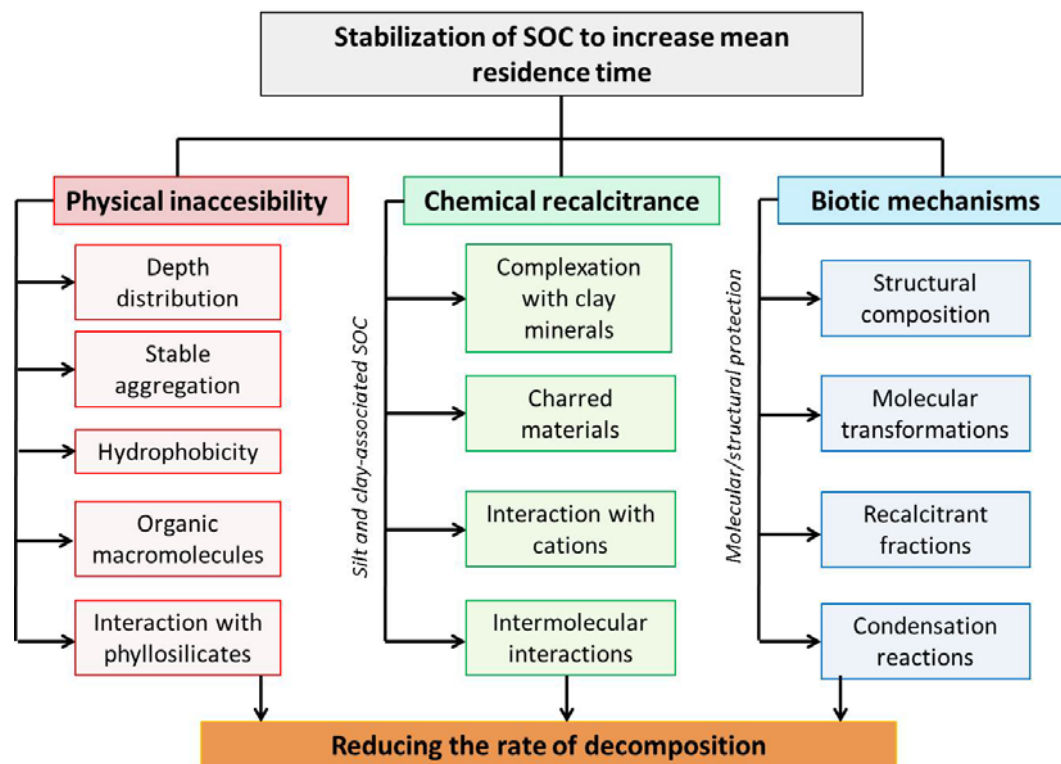 Stabilization of SOC to increase mean
residence time
Physical inaccesibility
Depth
distribution
Stable
aggregation
Hydrophobicity
Organic
macromolecules
Interaction with
phyllosilicates
Chemical recalcitrance
Silt and clay-associated SOC
Complexation
with clay
minerals
Charred
materials
Interaction with
cations
Intermolecular
interactions
Biotic mechanisms
Molecular/structural protection
Structural
composition
Molecular
transformations
Recalcitrant
fractions
Condensation
reactions
Reducing the rate of decomposition